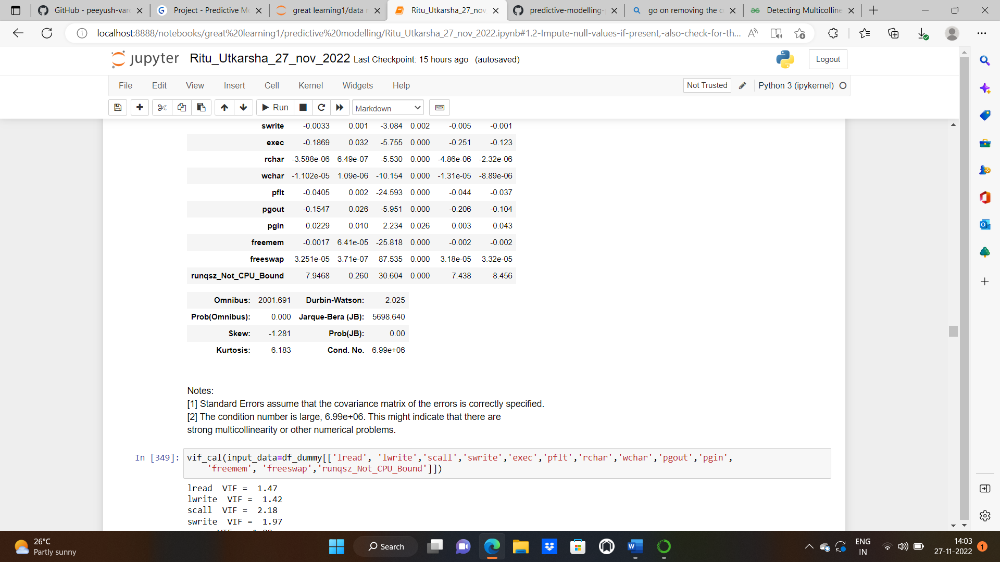 GitHub - peeyush-var
Project - Predictive M
great learning1/data
Ritu_Utkarsha_27_nov
predictive-modelling-
go on removing the
Detecting Multicolline
localhost:8888/notebooks/great%20learning1/predictive%20modelling/Ritu_Utkarsha_27_nov_2022.ipynb#1.2-Impute-null-values-if-present,-also-check-for-th...
jupyter Ritu_Utkarsha_27_nov_2022 Last Checkpoint: 15 hours ago (autosaved)
Logout
File Edit View Insert Cell Kernel Widgets Help
Not Trusted Python 3 (ipykernel)
Run Markdown
swrite -0.0033 0.001 -3.084 0.002 -0.005 -0.001
exec -0.1869 0.032 -5.755 0.000 -0.251 -0.123
rchar -3.588e-06 6.49e-07 -5.530 0.000 -4.86e-06 -2.32e-06
wchar -1.102e-05 1.09e-06 -10.154 0.000 -1.31e-05 -8.89e-06
pflt -0.0405 0.002 -24.593 0.000 -0.044 -0.037
pgout -0.1547 0.026 -5.951 0.000 -0.206 -0.104
pgin 0.0229 0.010 2.234 0.026 0.003 0.043
freemem -0.0017 6.41e-05 -25.818 0.000 -0.002 -0.002
freeswap 3.251e-05 3.71e-07 87.535 0.000 3.18e-05 3.32e-05
runqsz_Not_CPU_Bound 7.9468 0.260 30.604 0.000 7.438 8.456
Omnibus: 2001.691 Durbin-Watson: 2.025
Prob(Omnibus): 0.000 Jarque-Bera (JB): 5698.640
Skew: -1.281 Prob(JB): 0.00
Kurtosis: 6.183 Cond. No. 6.99e+06
Notes:
[1] Standard Errors assume that the covariance matrix of the errors is correctly specified.
[2] The condition number is large, 6.99e+06. This might indicate that there are
strong multicollinearity or other numerical problems.
In [349]: vif_cal(input_data=df_dummy[['lread', 'lwrite','scall','swrite','exec','pflt','rchar','wchar','pgout','pgin',
'freemem', 'freeswap','runqsz_Not_CPU_Bound']])
lread VIF = 1.47
lwrite VIF = 1.42
scall VIF = 2.18
swrite VIF = 1.97
26°C
Partly sunny
Search
ENG
IN
14:03
27-11-2022
1